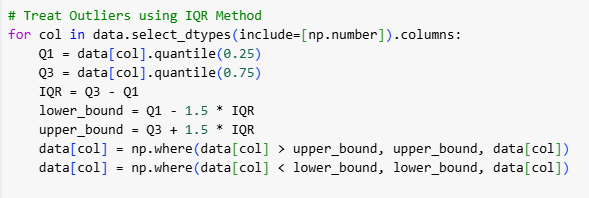 # Treat Outliers using IQR Method
for col in data.select_dtypes(include=[np.number]).columns:
    Q1 = data[col].quantile(0.25)
    Q3 = data[col].quantile(0.75)
    IQR = Q3 - Q1
    lower_bound = Q1 - 1.5 * IQR
    upper_bound = Q3 + 1.5 * IQR
    data[col] = np.where(data[col] > upper_bound, upper_bound, data[col])
    data[col] = np.where(data[col] < lower_bound, lower_bound, data[col])